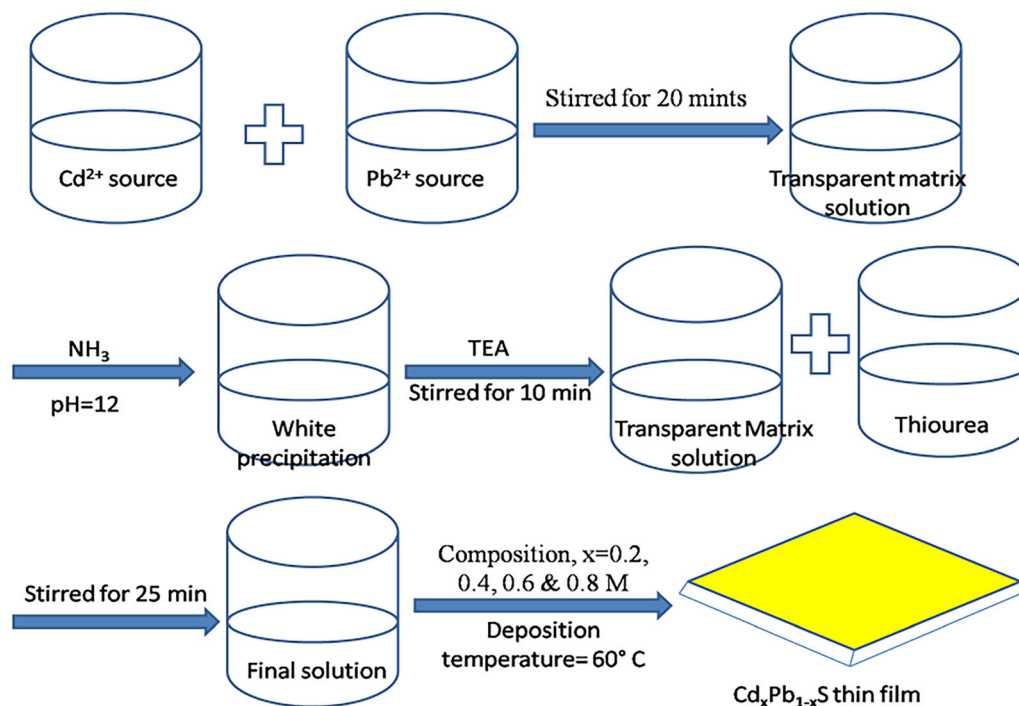 Cd²⁺ source
Pb²⁺ source
Stirred for 20 mints
Transparent matrix
solution
NH₃
pH=12
White
precipitation
TEA
Stirred for 10 min
Transparent Matrix
solution
Thiourea
Stirred for 25 min
Final solution
Composition, x=0.2,
0.4, 0.6 & 0.8 M
Deposition
temperature= 60° C
CdₓPb₁₋ₓS thin film